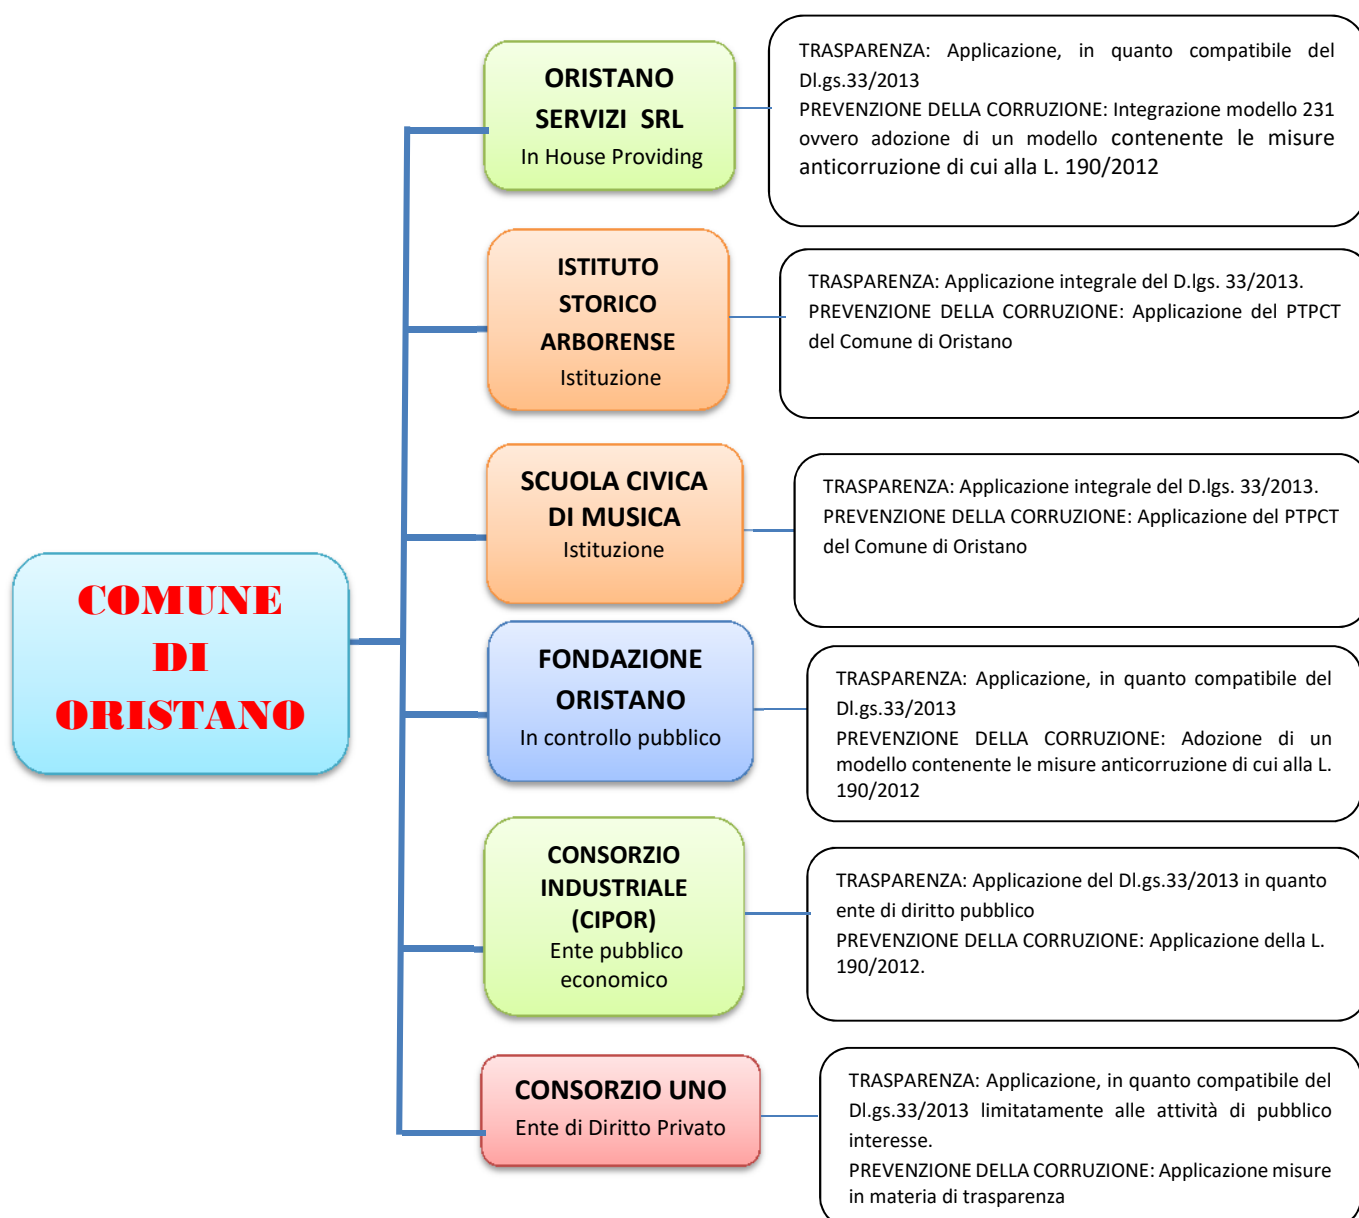 COMUNE
DI
ORISTANO
ORISTANO
SERVIZI SRL
In House Providing
TRASPARENZA: Applicazione, in quanto compatibile del
Dl.gs.33/2013
PREVENZIONE DELLA CORRUZIONE: Integrazione modello 231
ovvero adozione di un modello contenente le misure
anticorruzione di cui alla L. 190/2012
ISTITUTO
STORICO
ARBORENSE
Istituzione
TRASPARENZA: Applicazione integrale del D.lgs. 33/2013.
PREVENZIONE DELLA CORRUZIONE: Applicazione del PTPCT
del Comune di Oristano
SCUOLA CIVICA
DI MUSICA
Istituzione
TRASPARENZA: Applicazione integrale del D.lgs. 33/2013.
PREVENZIONE DELLA CORRUZIONE: Applicazione del PTPCT
del Comune di Oristano
FONDAZIONE
ORISTANO
In controllo pubblico
TRASPARENZA: Applicazione, in quanto compatibile del
Dl.gs.33/2013
PREVENZIONE DELLA CORRUZIONE: Adozione di un
modello contenente le misure anticorruzione di cui alla L.
190/2012
CONSORZIO
INDUSTRIALE
(CIPOR)
Ente pubblico
economico
TRASPARENZA: Applicazione del Dl.gs.33/2013 in quanto
ente di diritto pubblico
PREVENZIONE DELLA CORRUZIONE: Applicazione della L.
190/2012.
CONSORZIO UNO
Ente di Diritto Privato
TRASPARENZA: Applicazione, in quanto compatibile del
Dl.gs.33/2013 limitatamente alle attività di pubblico
interesse.
PREVENZIONE DELLA CORRUZIONE: Applicazione misure
in materia di trasparenza